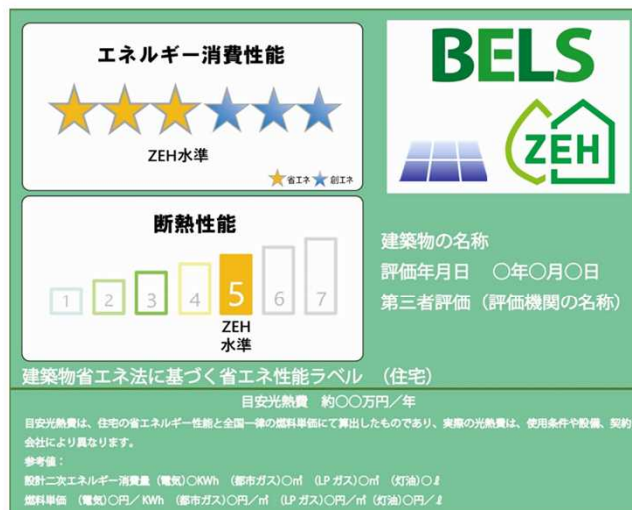 エネルギー消費性能
ZEH水準
省エネ 創エネ
BELS
ZEH
断熱性能
1 2 3 4 5 6 7
ZEH
水準
建築物の名称
評価年月日 〇年〇月〇日
第三者評価（評価機関の名称）
建築物省エネ法に基づく省エネ性能ラベル （住宅）
目安光熱費 約〇〇万円／年
目安光熱費は、住宅の省エネルギー性能と全国一律の燃料単価にて算出したものであり、実際の光熱費は、使用条件や設備、契約
会社により異なります。
参考値：
設計二次エネルギー消費量（電気）〇KWh （都市ガス）〇㎥ （LPガス）〇㎥ （灯油）〇ℓ
燃料単価 （電気）〇円／KWh （都市ガス）〇円／㎥ （LPガス）〇円／㎥（灯油）〇円／ℓ